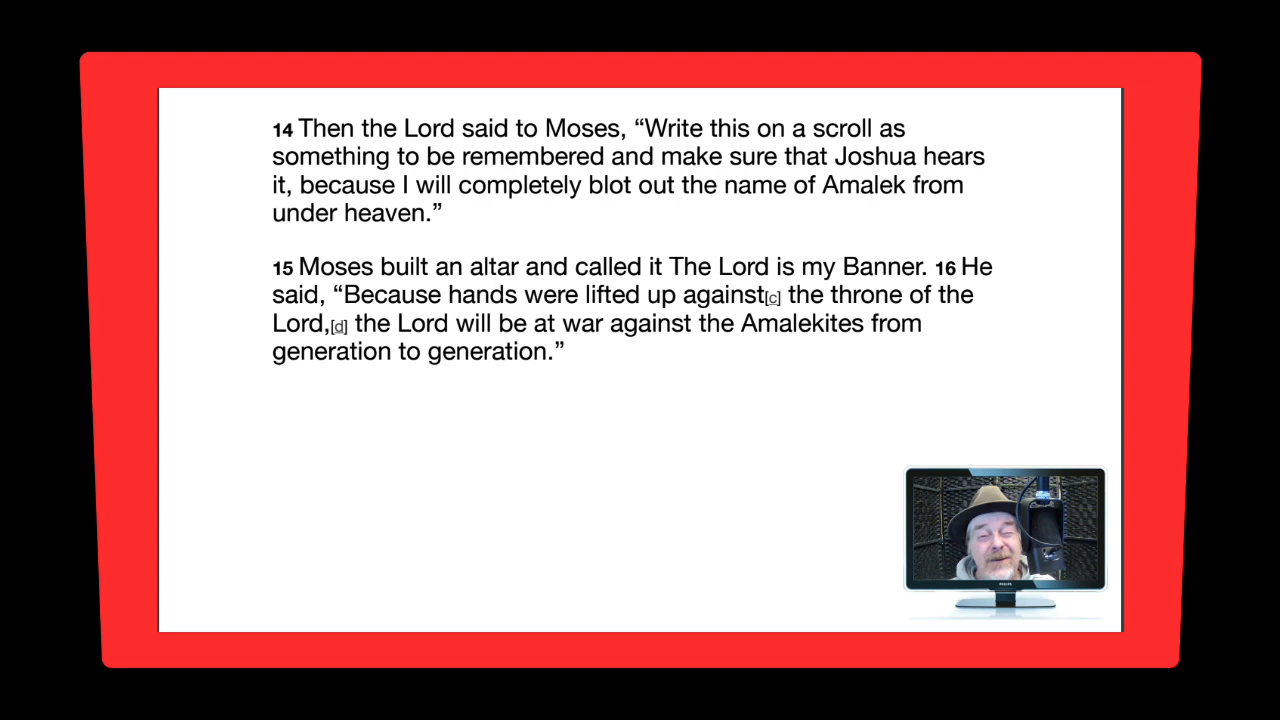 14 Then the Lord said to Moses, “Write this on a scroll as
something to be remembered and make sure that Joshua hears
it, because I will completely blot out the name of Amalek from
under heaven.”
15 Moses built an altar and called it The Lord is my Banner. 16 He
said, “Because hands were lifted up against[c] the throne of the
Lord,[d] the Lord will be at war against the Amalekites from
generation to generation.”
PHILIPS